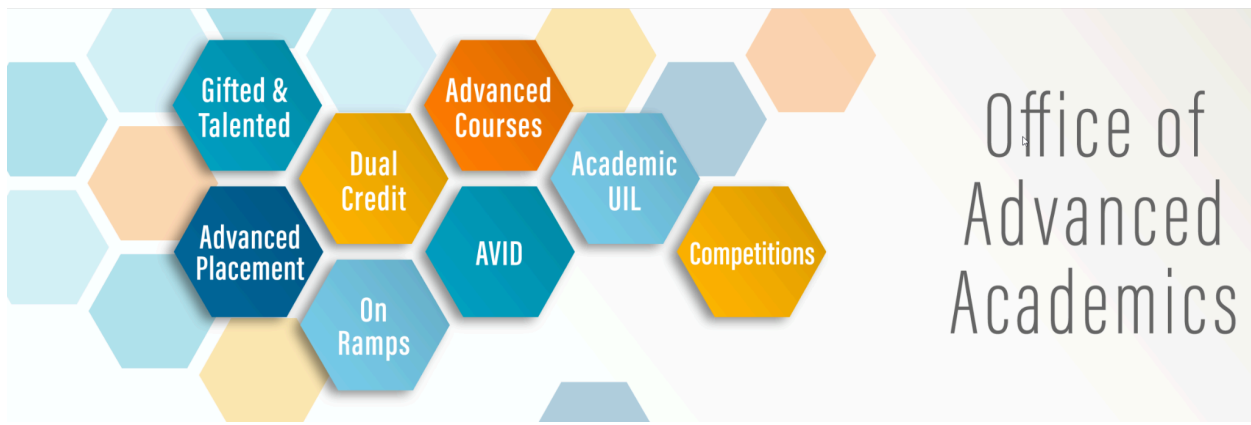 Gifted &
Talented
Advanced
Courses
Dual
Credit
Academic
UIL
Advanced
Placement
AVID
Competitions
On
Ramps
Office of
Advanced
Academics